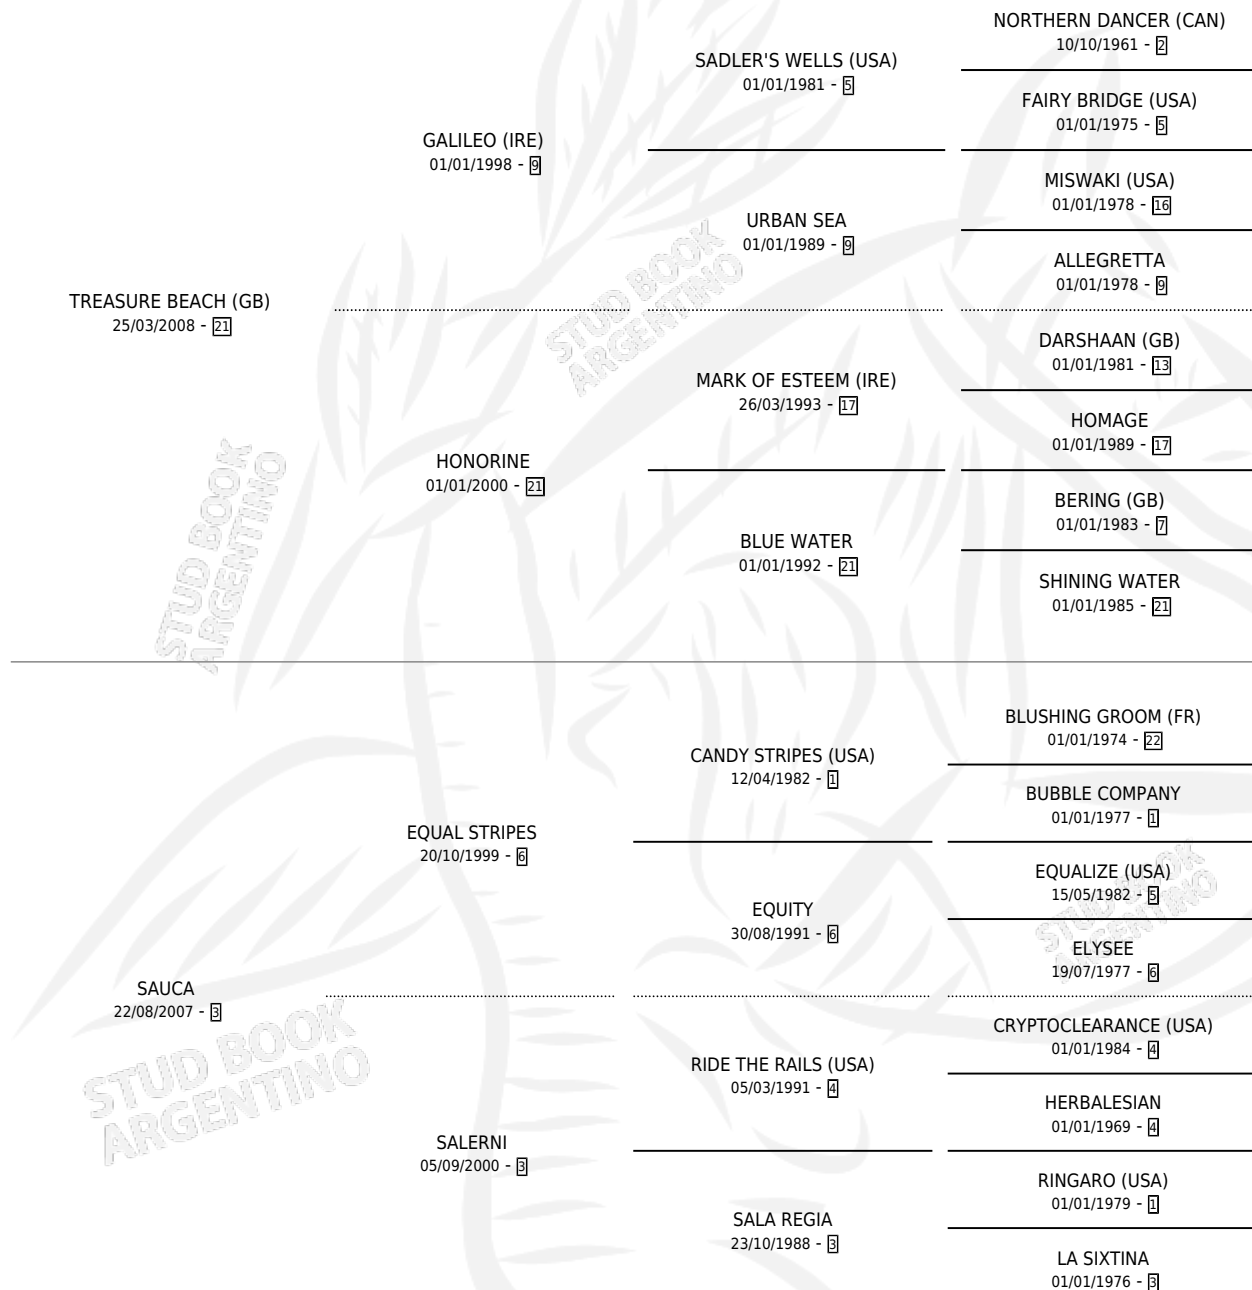 NORTHERN DANCER (CAN)
10/10/1961 - 2
SADLER'S WELLS (USA)
01/01/1981 - 5
FAIRY BRIDGE (USA)
01/01/1975 - 5
GALILEO (IRE)
01/01/1998 - 9
MISWAKI (USA)
01/01/1978 - 16
URBAN SEA
01/01/1989 - 9
ALLEGRETTA
01/01/1978 - 9
TREASURE BEACH (GB)
25/03/2008 - 21
STUD BOOK
ARGENTINO
DARSHAAN (GB)
01/01/1981 - 13
MARK OF ESTEEM (IRE)
26/03/1993 - 17
HOMAGE
01/01/1989 - 17
HONORINE
01/01/2000 - 21
BERING (GB)
01/01/1983 - 7
BLUE WATER
01/01/1992 - 21
SHINING WATER
01/01/1985 - 21
STUD BOOK
ARGENTINO
BLUSHING GROOM (FR)
01/01/1974 - 22
CANDY STRIPES (USA)
12/04/1982 - 1
BUBBLE COMPANY
01/01/1977 - 1
EQUAL STRIPES
20/10/1999 - 6
EQUALIZE (USA)
15/05/1982 - 5
EQUITY
30/08/1991 - 6
STUD BOOK
ARGENTINO
ELYSEE
19/07/1977 - 6
SAUCA
22/08/2007 - 3
STUD BOOK
ARGENTINO
CRYPTOCLEARANCE (USA)
01/01/1984 - 4
RIDE THE RAILS (USA)
05/03/1991 - 4
HERBALESIAN
01/01/1969 - 4
SALERNI
05/09/2000 - 3
RINGARO (USA)
01/01/1979 - 1
SALA REGIA
23/10/1988 - 3
LA SIXTINA
01/01/1976 - 3